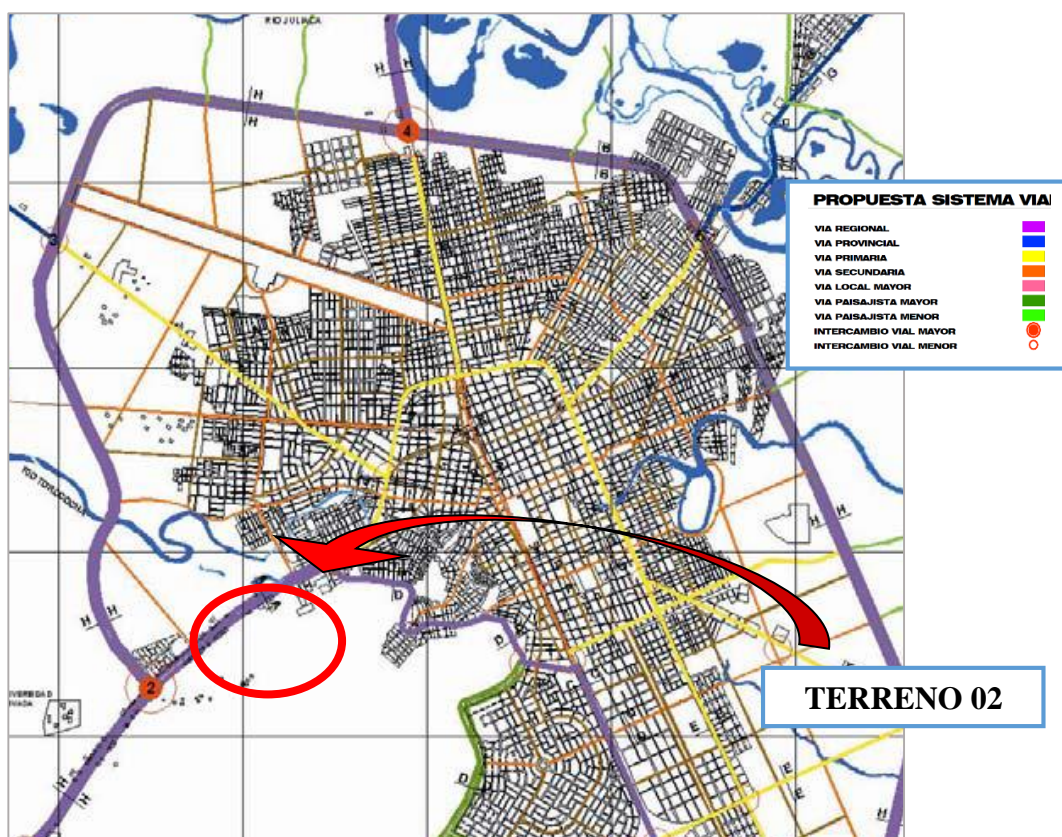 RIO JULIACA
H
H
H
H
4
H
H
G
G
3
PROPUESTA SISTEMA VIAL
VIA REGIONAL
VIA PROVINCIAL
VIA PRIMARIA
VIA SECUNDARIA
VIA LOCAL MAYOR
VIA PAISAJISTA MAYOR
VIA PAISAJISTA MENOR
INTERCAMBIO VIAL MAYOR
INTERCAMBIO VIAL MENOR
RIO TOROCOCHA
H
H
H
H
D
D
2
TERRENO 02
D
E
E
H
H
H